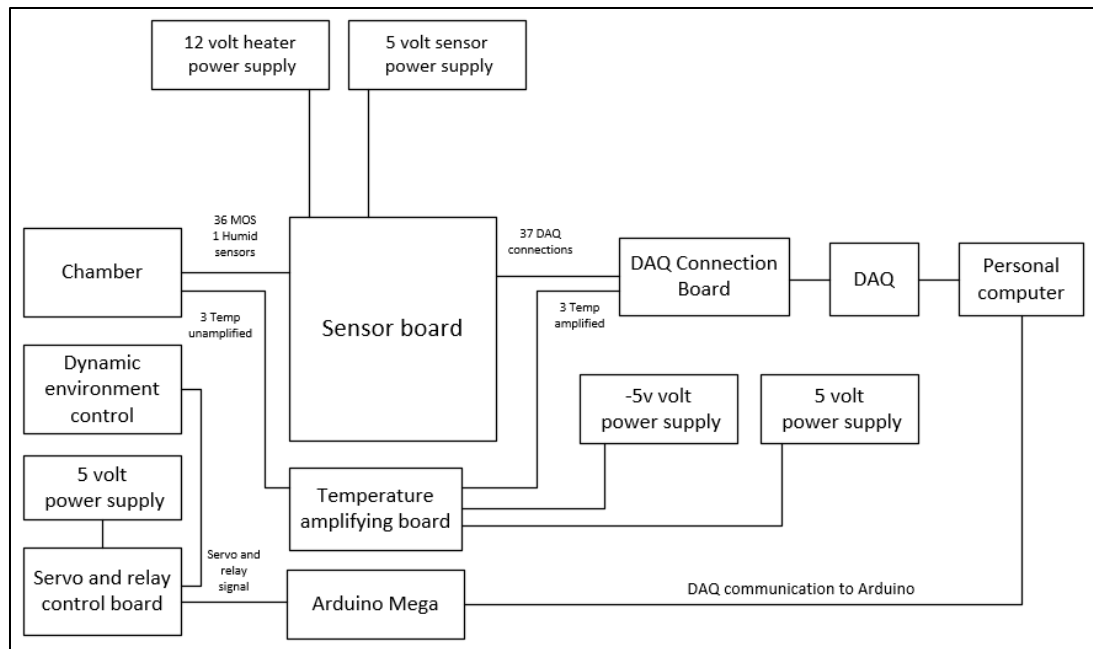 12 volt heater
power supply
5 volt sensor
power supply
36 MOS
1 Humid
sensors
37 DAQ
connections
Chamber
Sensor board
DAQ Connection
Board
DAQ
Personal
computer
3 Temp
unamplified
3 Temp
amplified
Dynamic
environment
control
-5v volt
power supply
5 volt
power supply
5 volt
power supply
Temperature
amplifying board
Servo and relay
control board
Servo and
relay
signal
Arduino Mega
DAQ communication to Arduino